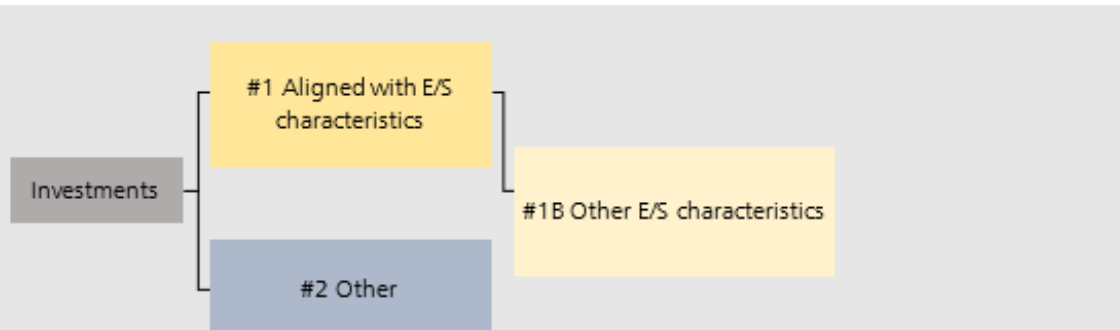 #1 Aligned with E/S
characteristics
Investments
#1B Other E/S characteristics
#2 Other